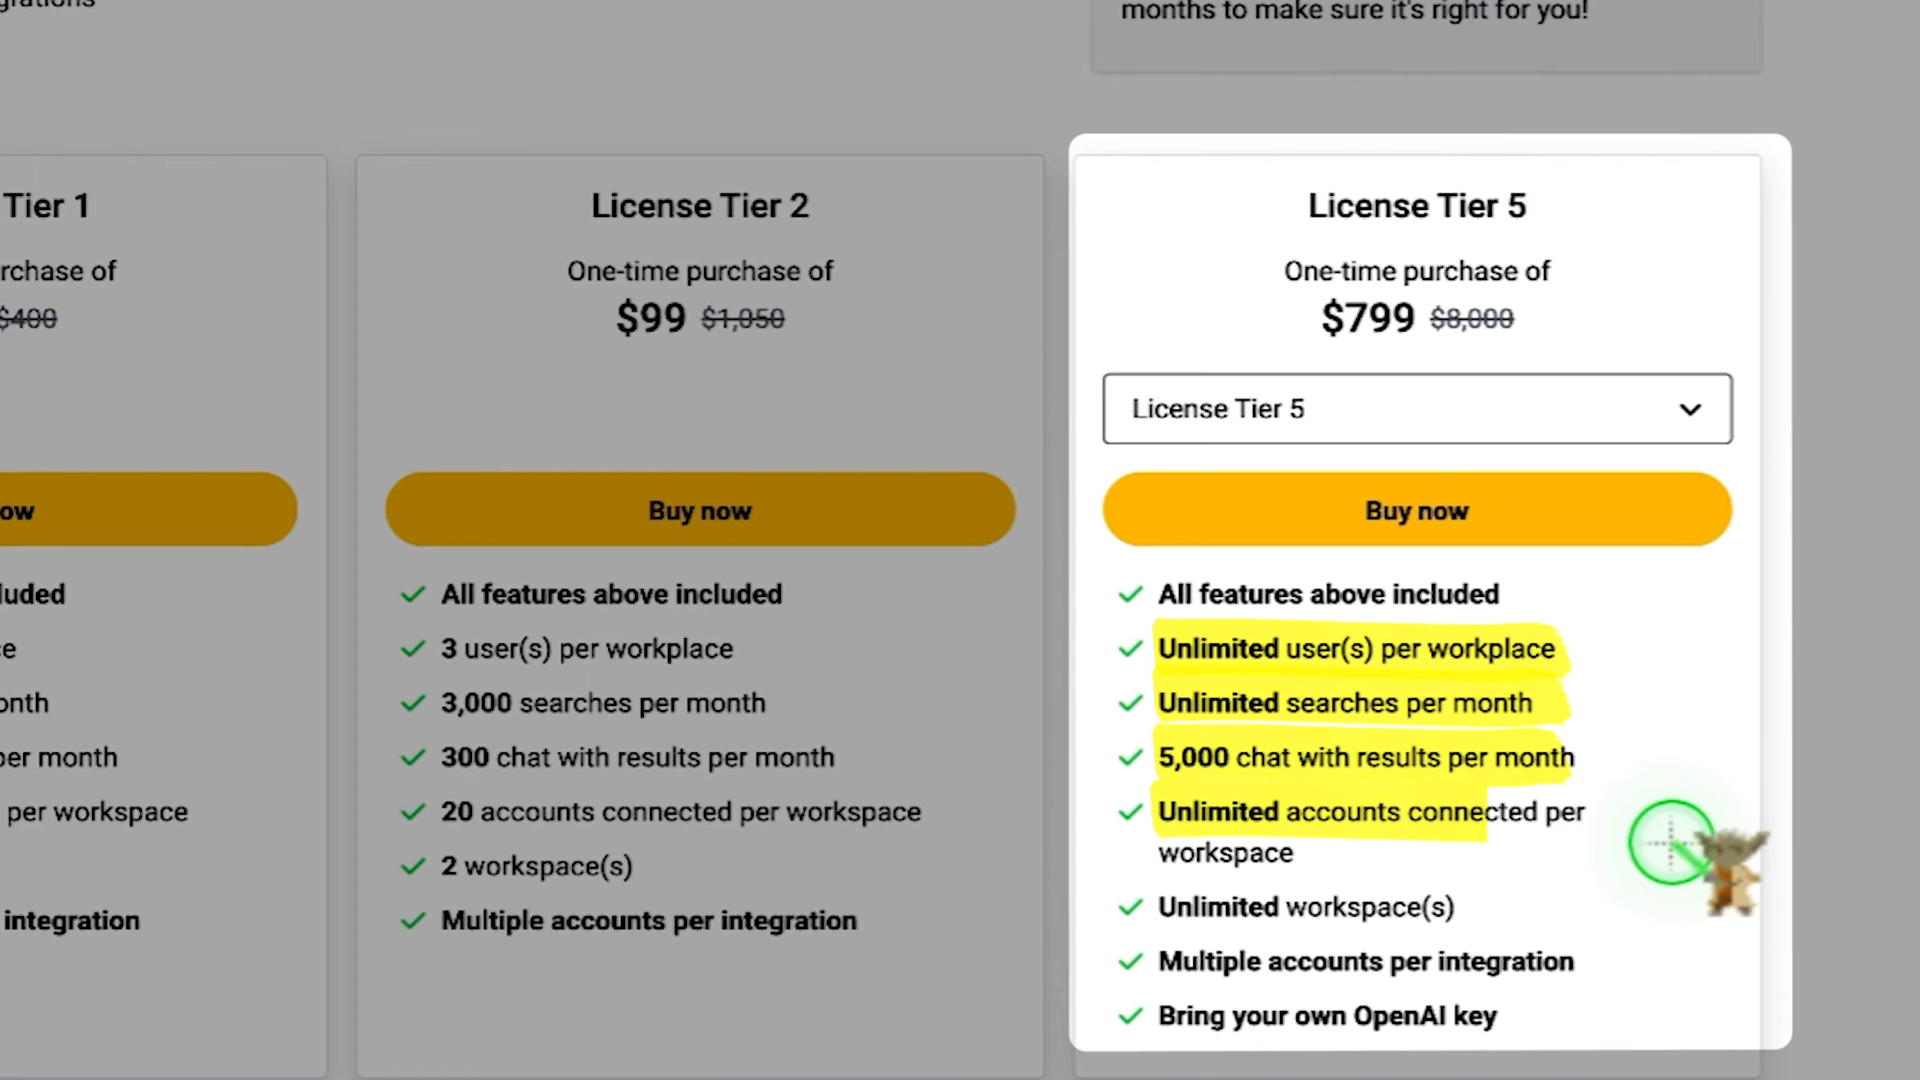 grations
months to make sure it's right for you!
Tier 1
rchase of
$400
ow
luded
e
onth
per month
per workspace
integration
License Tier 2
One-time purchase of
$99 $1,050
Buy now
All features above included
3 user(s) per workplace
3,000 searches per month
300 chat with results per month
20 accounts connected per workspace
2 workspace(s)
Multiple accounts per integration
License Tier 5
One-time purchase of
$799 $8,000
License Tier 5
Buy now
All features above included
Unlimited user(s) per workplace
Unlimited searches per month
5,000 chat with results per month
Unlimited accounts connected per
workspace
Unlimited workspace(s)
Multiple accounts per integration
Bring your own OpenAI key